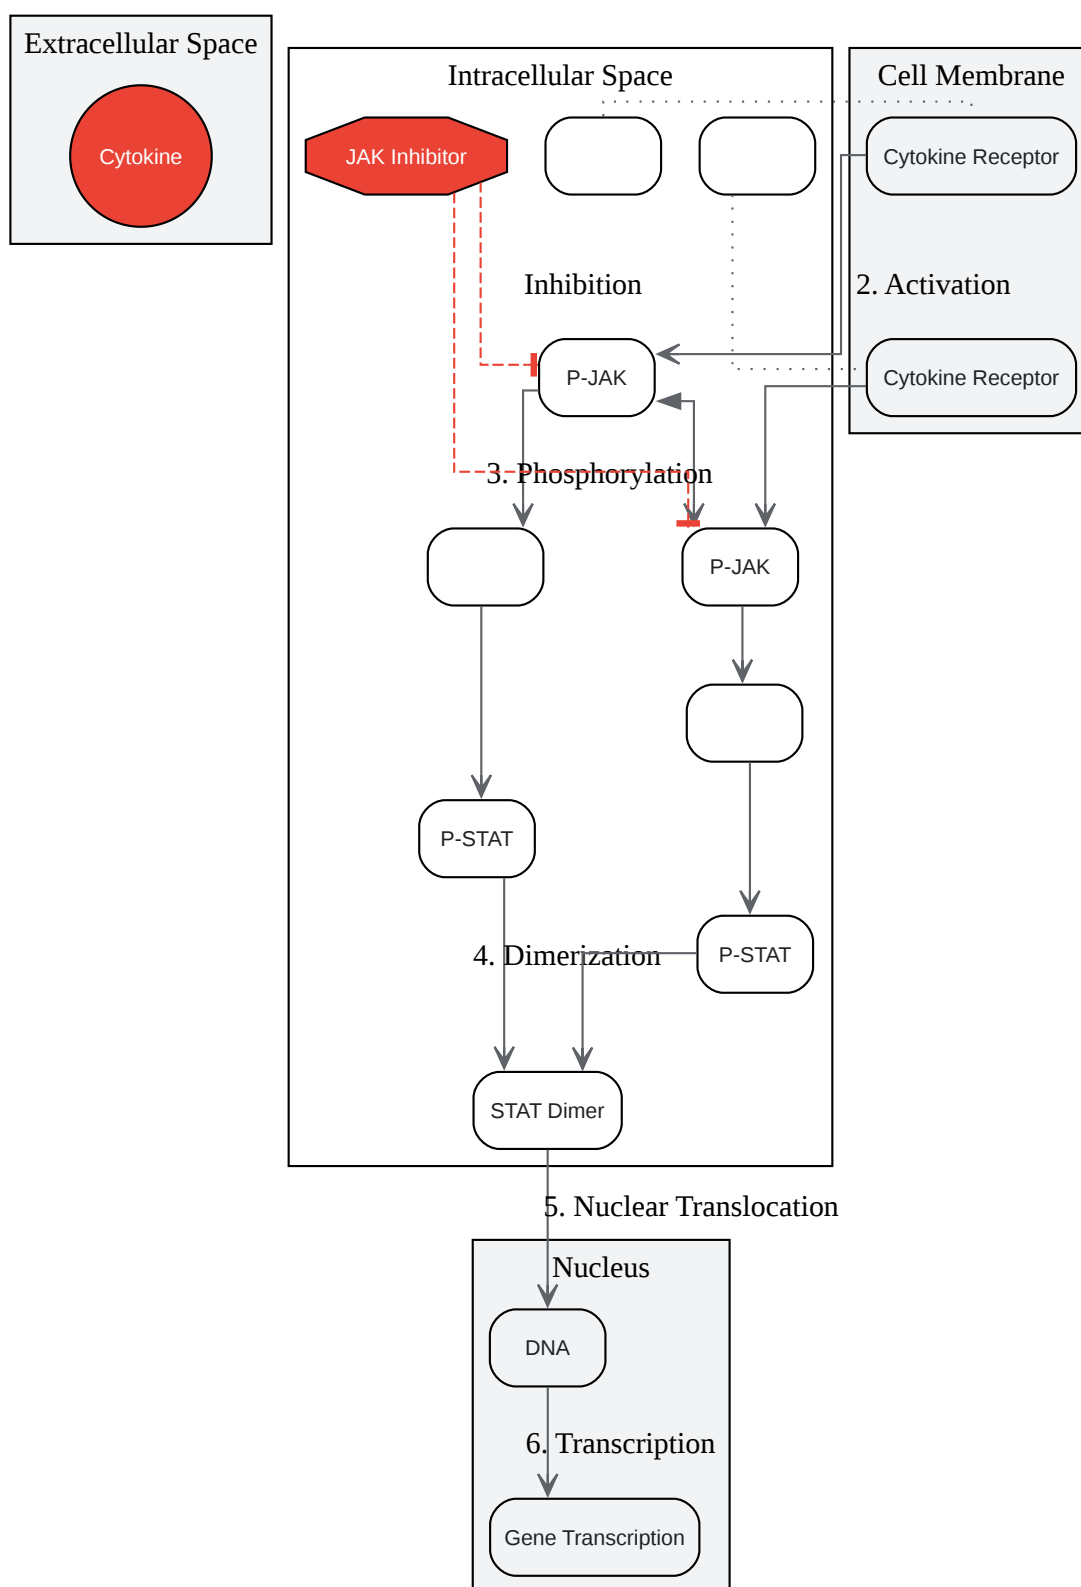 Extracellular Space
Intracellular Space
Cell Membrane
Cytokine
JAK Inhibitor
Cytokine Receptor
Inhibition
2. Activation
P-JAK
Cytokine Receptor
3. Phosphorylation
P-JAK
P-STAT
4. Dimerization
P-STAT
STAT Dimer
5. Nuclear Translocation
Nucleus
DNA
6. Transcription
Gene Transcription